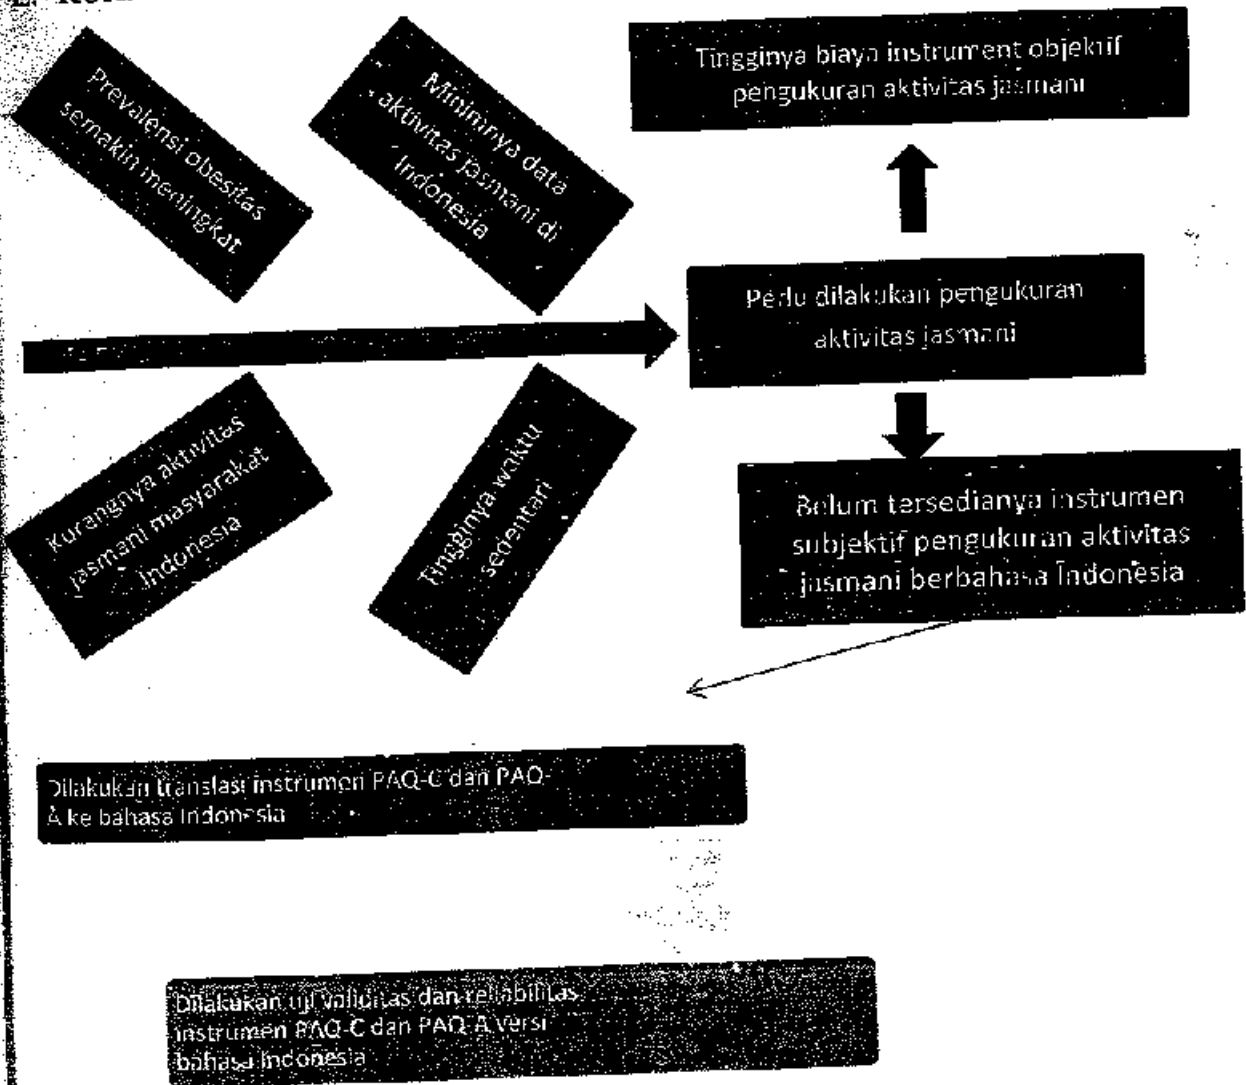 Prevalensi obesitas
semakin meningkat
Minimnya data
aktivitas jasmani di
Indonesia
Tingginya biaya instrument objektif
pengukuran aktivitas jasmani
Perlu dilakukan pengukuran
aktivitas jasmani
Kurangnya aktivitas
jasmani masyarakat
Indonesia
Tingginya waktu
sedentari
Belum tersedianya instrumen
subjektif pengukuran aktivitas
jasmani berbahasa Indonesia
Dilakukan translasi instrumen PAQ-C dan PAQ-
A ke bahasa Indonesia
Dilakukan uji validitas dan reliabilitas
instrumen PAQ-C dan PAQ-A versi
bahasa Indonesia